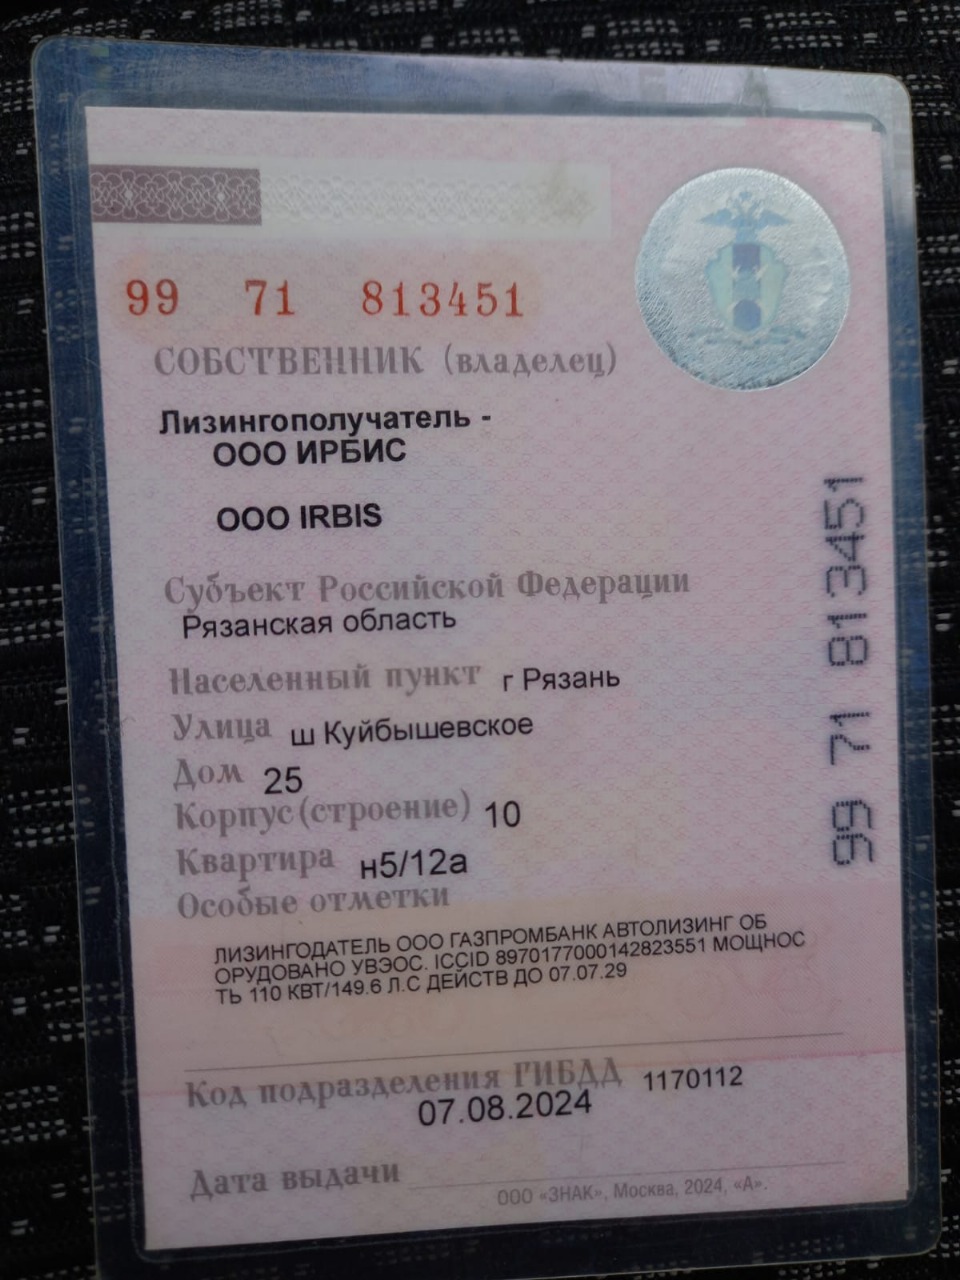 99 71 813451
СОБСТВЕННИК (владелец)
Лизингополучатель -
ООО ИРБИС
ООО IRBIS
Субъект Российской Федерации
Рязанская область
Населенный пункт г Рязань
Улица ш Куйбышевское
Дом 25
Корпус(строение) 10
Квартира н5/12а
Особые отметки
ЛИЗИНГОДАТЕЛЬ ООО ГАЗПРОМБАНК АВТОЛИЗИНГ ОБ
ОРУДОВАНО УВЭОС. ICCID 8970177000142823551 МОЩНОС
ТЬ 110 КВТ/149.6 Л.С ДЕЙСТВ ДО 07.07.29
Код подразделения ГИБДД 1170112
07.08.2024
Дата выдачи
ООО «ЗНАК», Москва, 2024, «А».
99 71 813451